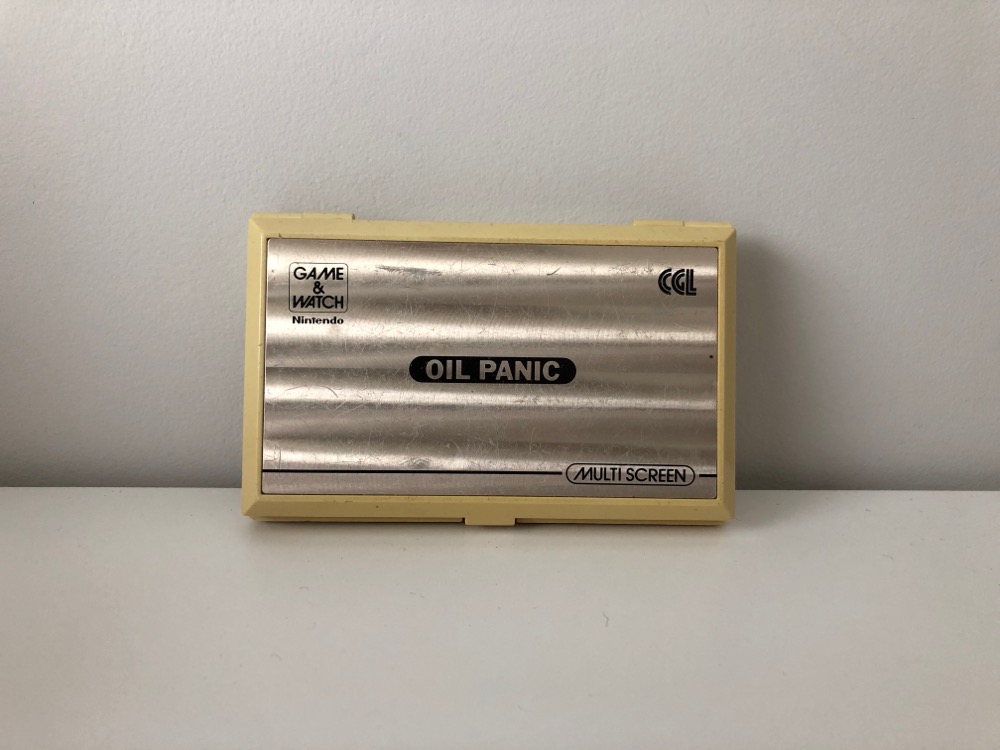 GAME
&
WATCH
Nintendo
CGL
OIL PANIC
MULTI SCREEN